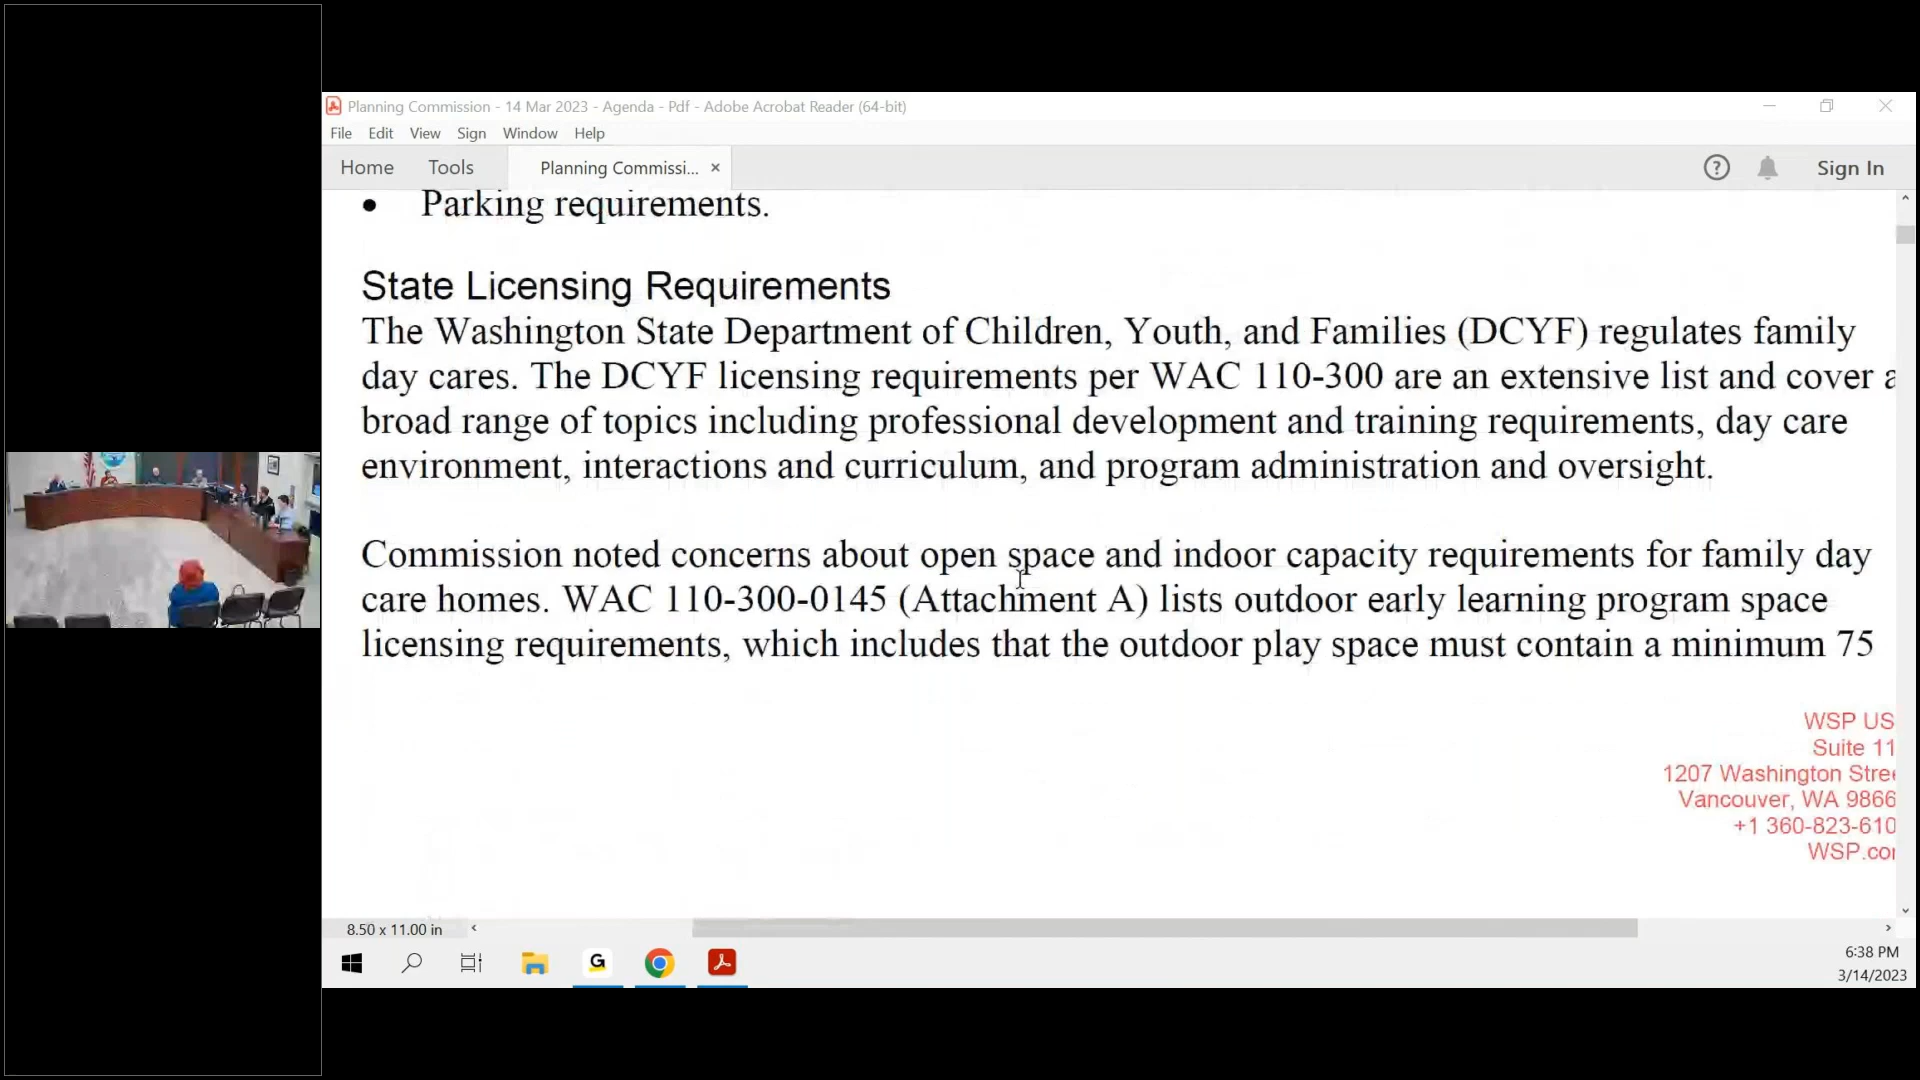 Planning Commission - 14 Mar 2023 - Agenda - Pdf - Adobe Acrobat Reader (64-bit)
File Edit View Sign Window Help
Home Tools Planning Commissi... × Sign In
• Parking requirements.
State Licensing Requirements
The Washington State Department of Children, Youth, and Families (DCYF) regulates family
day cares. The DCYF licensing requirements per WAC 110-300 are an extensive list and cover a
broad range of topics including professional development and training requirements, day care
environment, interactions and curriculum, and program administration and oversight.
Commission noted concerns about open space and indoor capacity requirements for family day
care homes. WAC 110-300-0145 (Attachment A) lists outdoor early learning program space
licensing requirements, which includes that the outdoor play space must contain a minimum 75
WSP US
Suite 11
1207 Washington Stre
Vancouver, WA 9866
+1 360-823-610
WSP.co
8.50 x 11.00 in
6:38 PM
3/14/2023